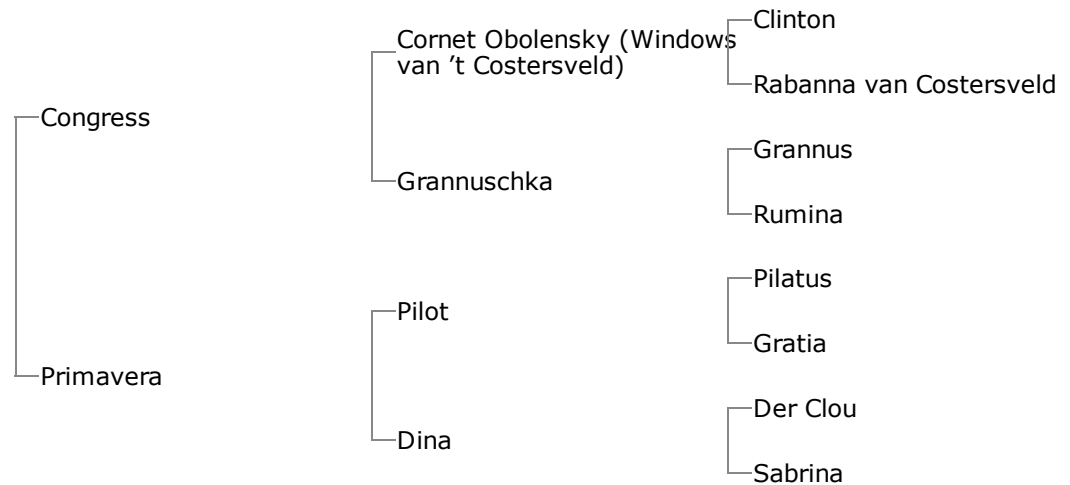 Clinton
Cornet Obolensky (Windows
van ’t Costersveld)
Rabanna van Costersveld
Congress
Grannus
Grannuschka
Rumina
Pilatus
Pilot
Gratia
Primavera
Der Clou
Dina
Sabrina